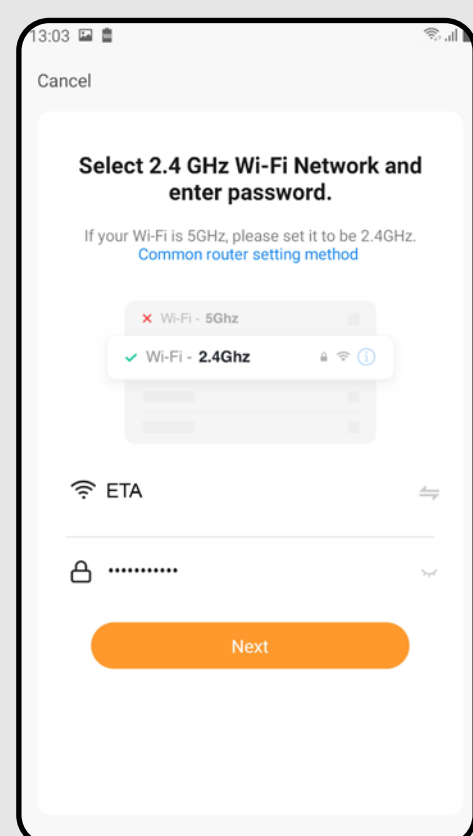 13:03
Cancel
Select 2.4 GHz Wi-Fi Network and
enter password.
If your Wi-Fi is 5GHz, please set it to be 2.4GHz.
Common router setting method
Wi-Fi - 5Ghz
Wi-Fi - 2.4Ghz
ETA
•••••••••••
Next